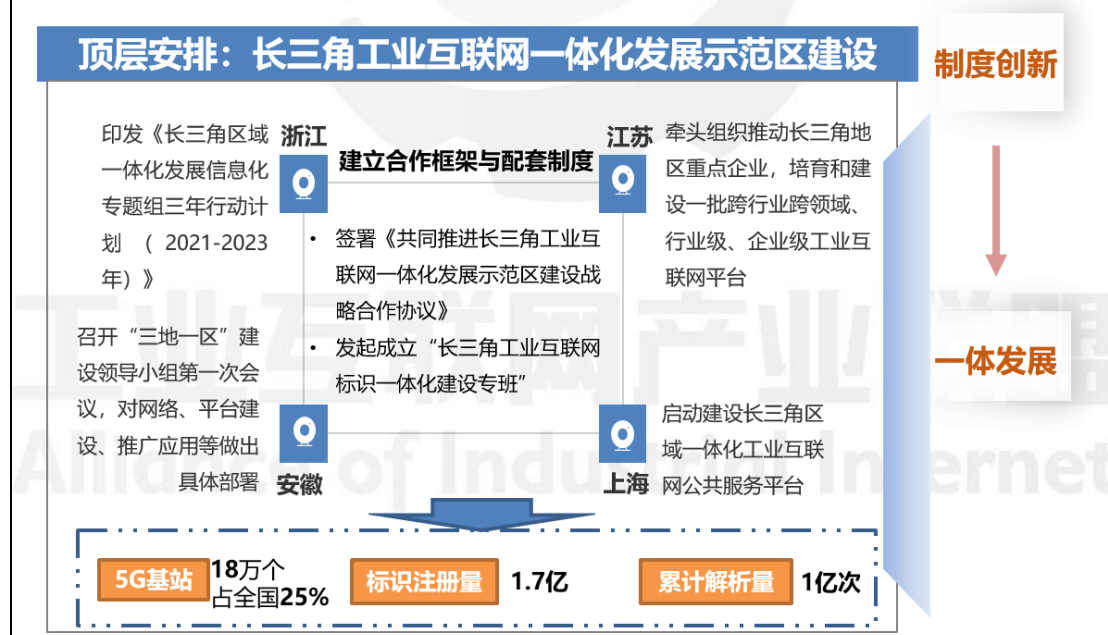 顶层安排：长三角工业互联网一体化发展示范区建设
制度创新
一体发展
印发《长三角区域
一体化发展信息化
专题组三年行动计
划（2021-2023
年）》
浙江
建立合作框架与配套制度
江苏
牵头组织推动长三角地
区重点企业，培育和建
设一批跨行业跨领域、
行业级、企业级工业互
联网平台
• 签署《共同推进长三角工业互
联网一体化发展示范区建设战
略合作协议》
• 发起成立“长三角工业互联网
标识一体化建设专班”
召开“三地一区”建
设领导小组第一次会
议，对网络、平台建
设、推广应用等做出
具体部署
安徽
上海
启动建设长三角区
域一体化工业互联
网公共服务平台
5G基站
18万个
占全国25%
标识注册量
1.7亿
累计解析量
1亿次
工业互联网产业联盟
Alliance of Industrial Internet